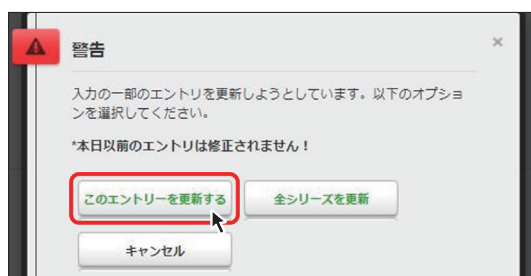 警告
×
入力の一部のエントリを更新しようとしています。以下のオプショ
ンを選択してください。
*本日以前のエントリは修正されません！
このエントリーを更新する
全シリーズを更新
キャンセル